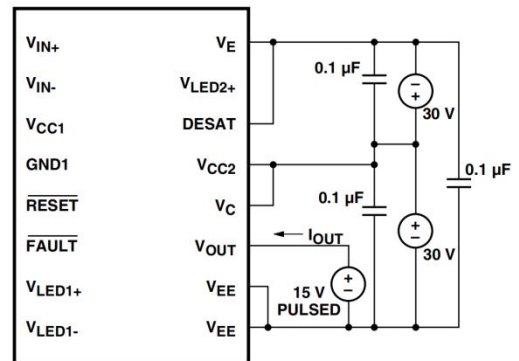 VIN+ VE
VIN- VLED2+
VCC1 DESAT
GND1 VCC2
RESET VC
FAULT VOUT
VLED1+ VEE
VLED1- VEE
0.1 µF
- +
30 V
0.1 µF
0.1 µF
+ -
30 V
IOUT
+ -
15 V
PULSED